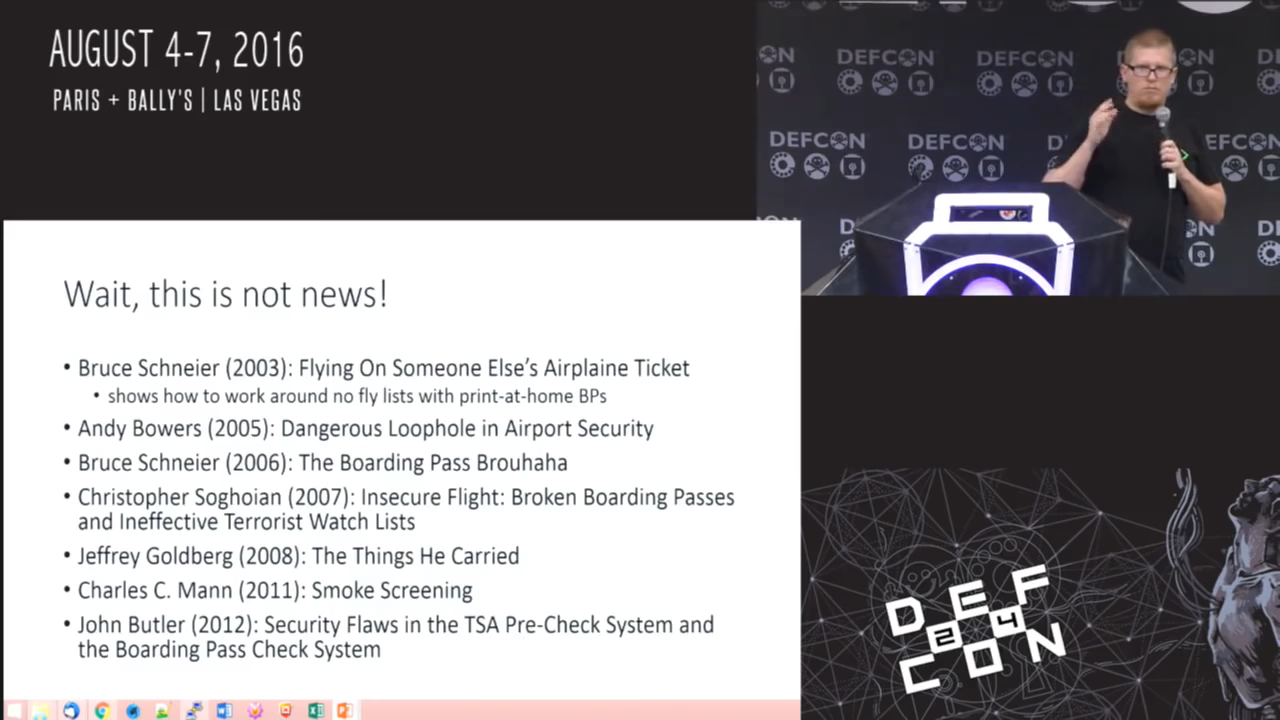 AUGUST 4-7, 2016
PARIS + BALLY'S | LAS VEGAS
DEFCON DEFCON
DEFCON DEFCON
Wait, this is not news!
• Bruce Schneier (2003): Flying On Someone Else's Airplaine Ticket
• shows how to work around no fly lists with print-at-home BPs
• Andy Bowers (2005): Dangerous Loophole in Airport Security
• Bruce Schneier (2006): The Boarding Pass Brouhaha
• Christopher Soghoian (2007): Insecure Flight: Broken Boarding Passes
and Ineffective Terrorist Watch Lists
• Jeffrey Goldberg (2008): The Things He Carried
• Charles C. Mann (2011): Smoke Screening
• John Butler (2012): Security Flaws in the TSA Pre-Check System and
the Boarding Pass Check System
DEF
24
CON